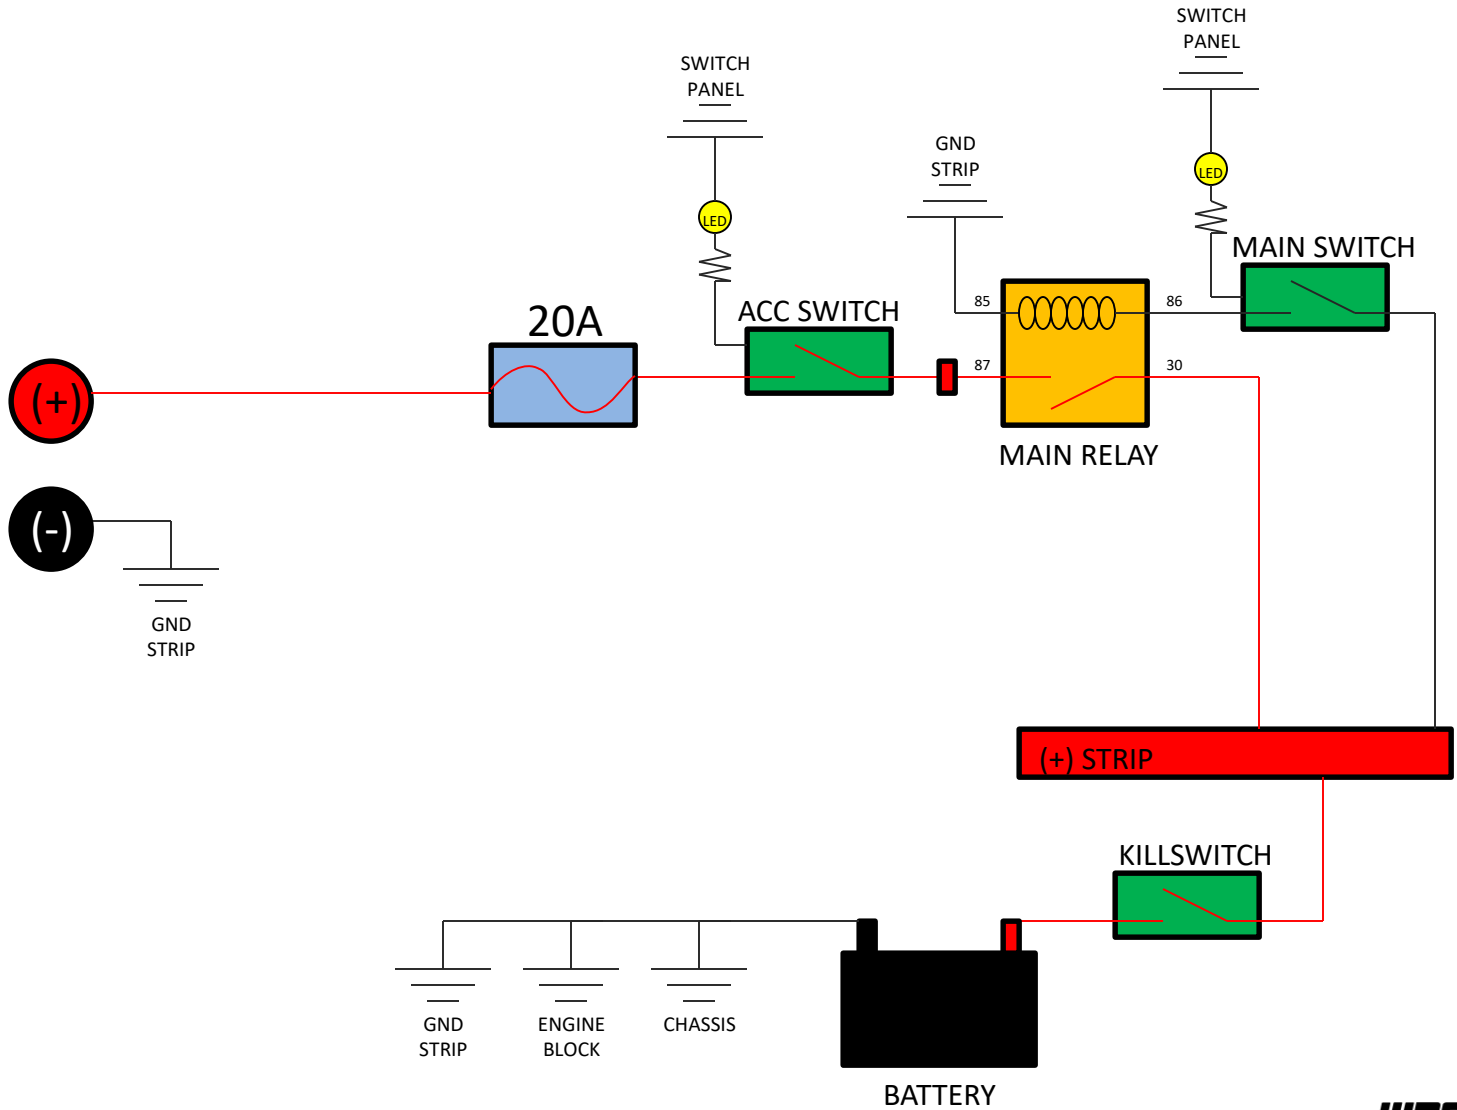 SWITCH
PANEL
SWITCH
PANEL
GND
STRIP
LED
LED
MAIN SWITCH
20A
ACC SWITCH
85
86
87
30
(+)
MAIN RELAY
(-)
GND
STRIP
(+) STRIP
KILLSWITCH
GND
STRIP
ENGINE
BLOCK
CHASSIS
BATTERY